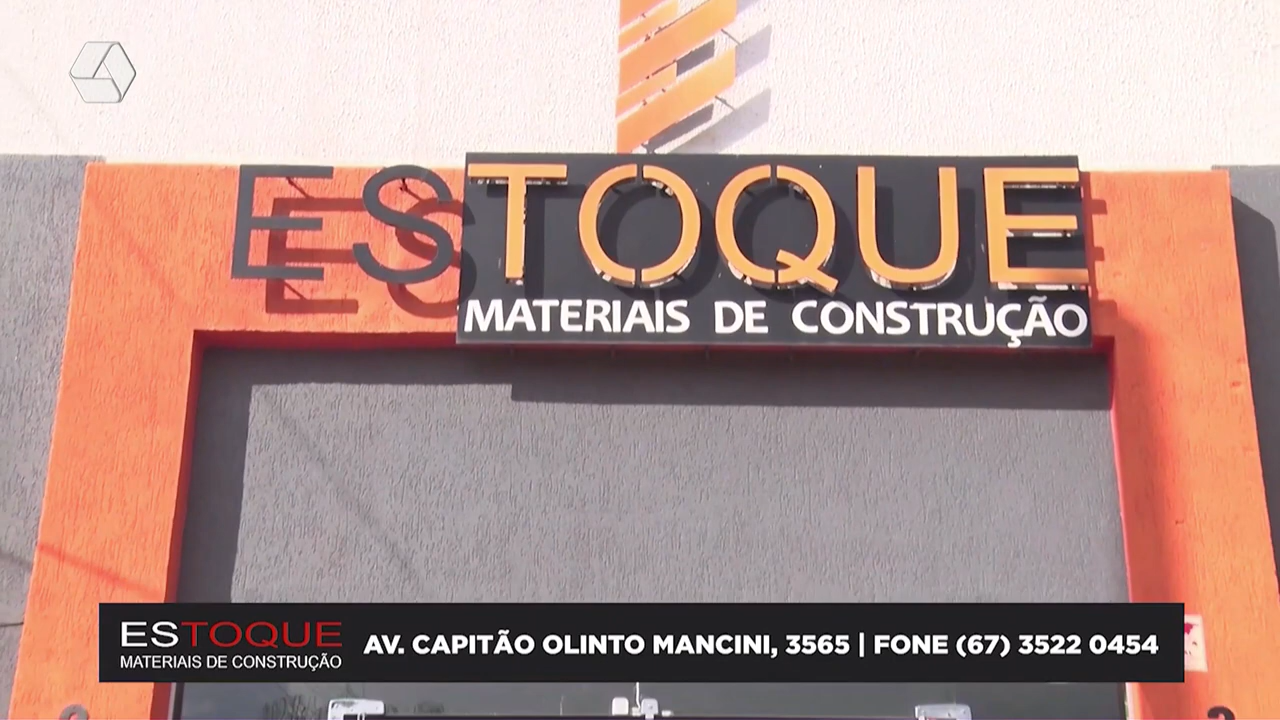 ESTOQUE
MATERIAIS DE CONSTRUÇÃO
ESTOQUE
MATERIAIS DE CONSTRUÇÃO
AV. CAPITÃO OLINTO MANCINI, 3565 | FONE (67) 3522 0454